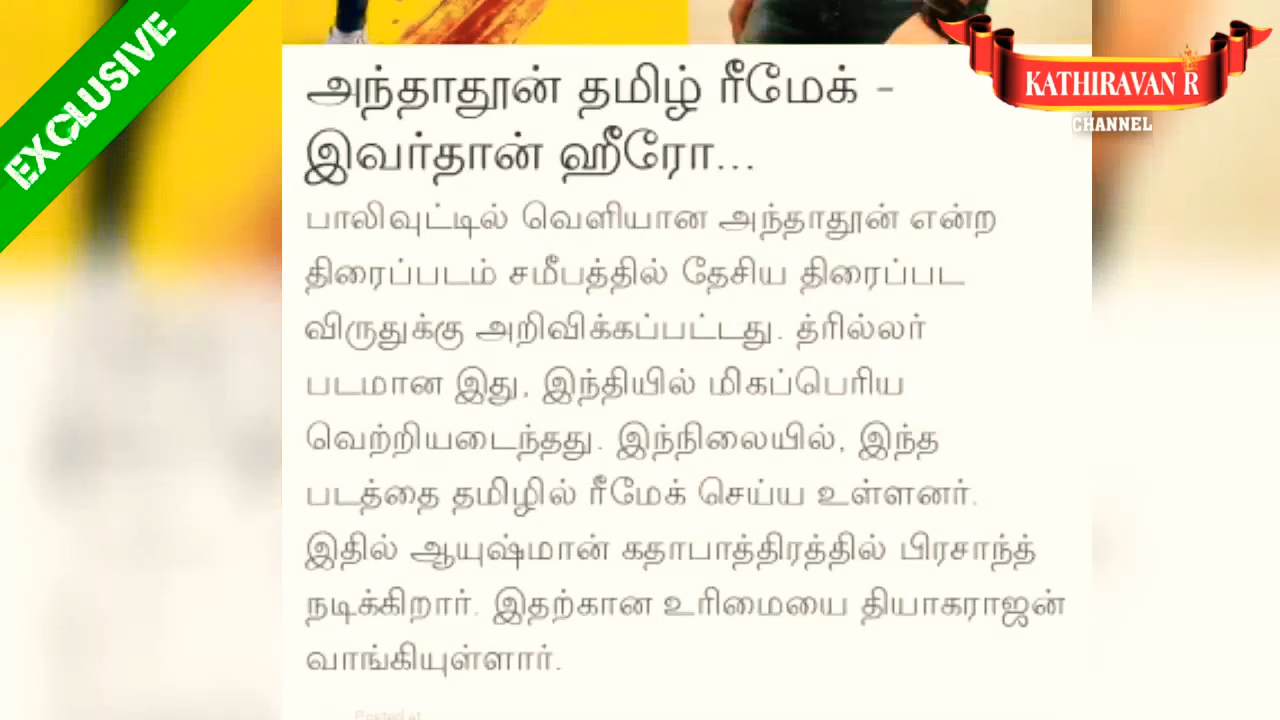 EXCLUSIVE
KATHIRAVAN R
CHANNEL
அந்தாதூன் தமிழ் ரீமேக் -
இவர்தான் ஹீரோ...
பாலிவுட்டில் வெளியான அந்தாதூன் என்ற
திரைப்படம் சமீபத்தில் தேசிய திரைப்பட
விருதுக்கு அறிவிக்கப்பட்டது. த்ரில்லர்
படமான இது, இந்தியில் மிகப்பெரிய
வெற்றியடைந்தது. இந்நிலையில், இந்த
படத்தை தமிழில் ரீமேக் செய்ய உள்ளனர்.
இதில் ஆயுஷ்மான் கதாபாத்திரத்தில் பிரசாந்த்
நடிக்கிறார். இதற்கான உரிமையை தியாகராஜன்
வாங்கியுள்ளார்.
Posted at